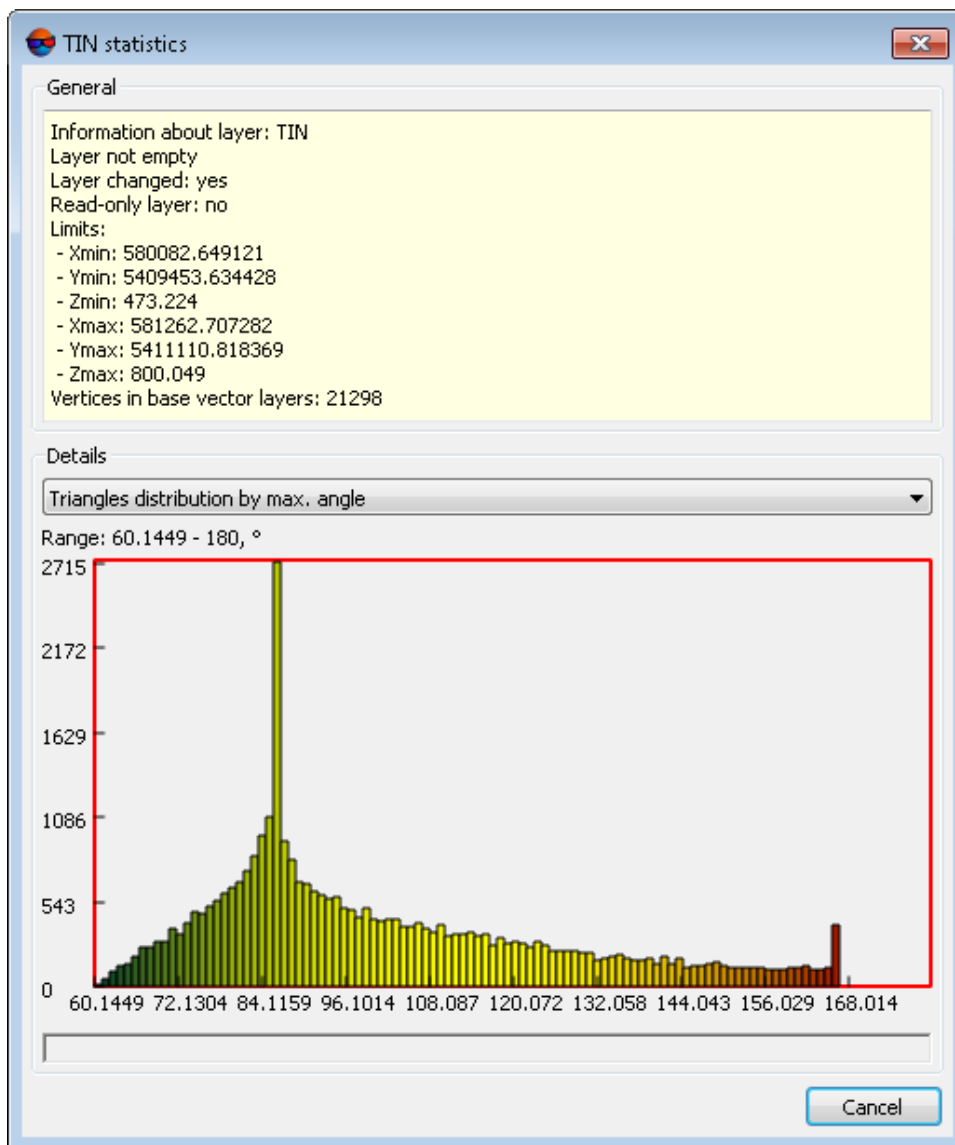 TIN statistics
General
Information about layer: TIN
Layer not empty
Layer changed: yes
Read-only layer: no
Limits:
- Xmin: 580082.649121
- Ymin: 5409453.634428
- Zmin: 473.224
- Xmax: 581262.707282
- Ymax: 5411110.818369
- Zmax: 800.049
Vertices in base vector layers: 21298
Details
Triangles distribution by max. angle
Range: 60.1449 - 180, °
2715
2172
1629
1086
543
0
60.1449 72.1304 84.1159 96.1014 108.087 120.072 132.058 144.043 156.029 168.014
Cancel